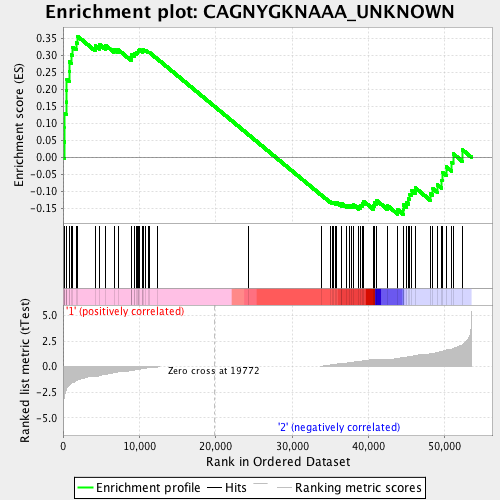 Enrichment plot: CAGNYGKNAAA_UNKNOWN
Enrichment score (ES)
0.35
0.30
0.25
0.20
0.15
0.10
0.05
0.00
-0.05
-0.10
-0.15
'1' (positively correlated)
Ranked list metric (tTest)
5.0
2.5
0.0
-2.5
-5.0
Zero cross at 19772
'2' (negatively correlated)
0
10,000
20,000
30,000
40,000
50,000
Rank in Ordered Dataset
Enrichment profile
Hits
Ranking metric scores